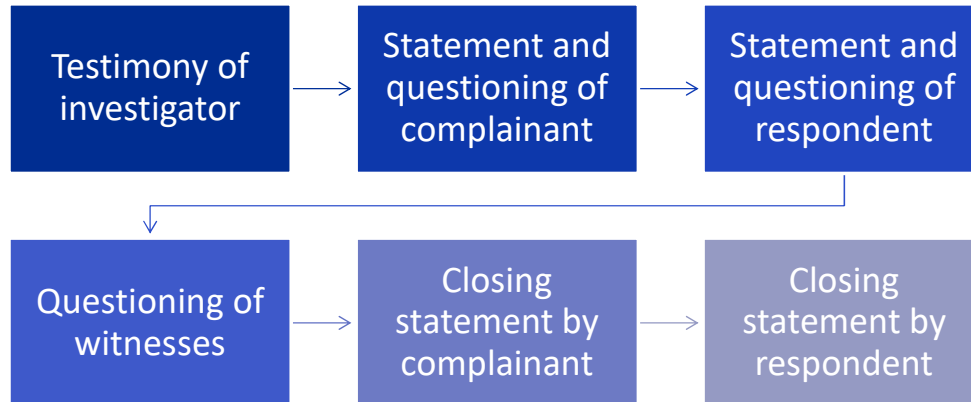 Testimony of
investigator
Statement and
questioning of
complainant
Statement and
questioning of
respondent
Questioning of
witnesses
Closing
statement by
complainant
Closing
statement by
respondent